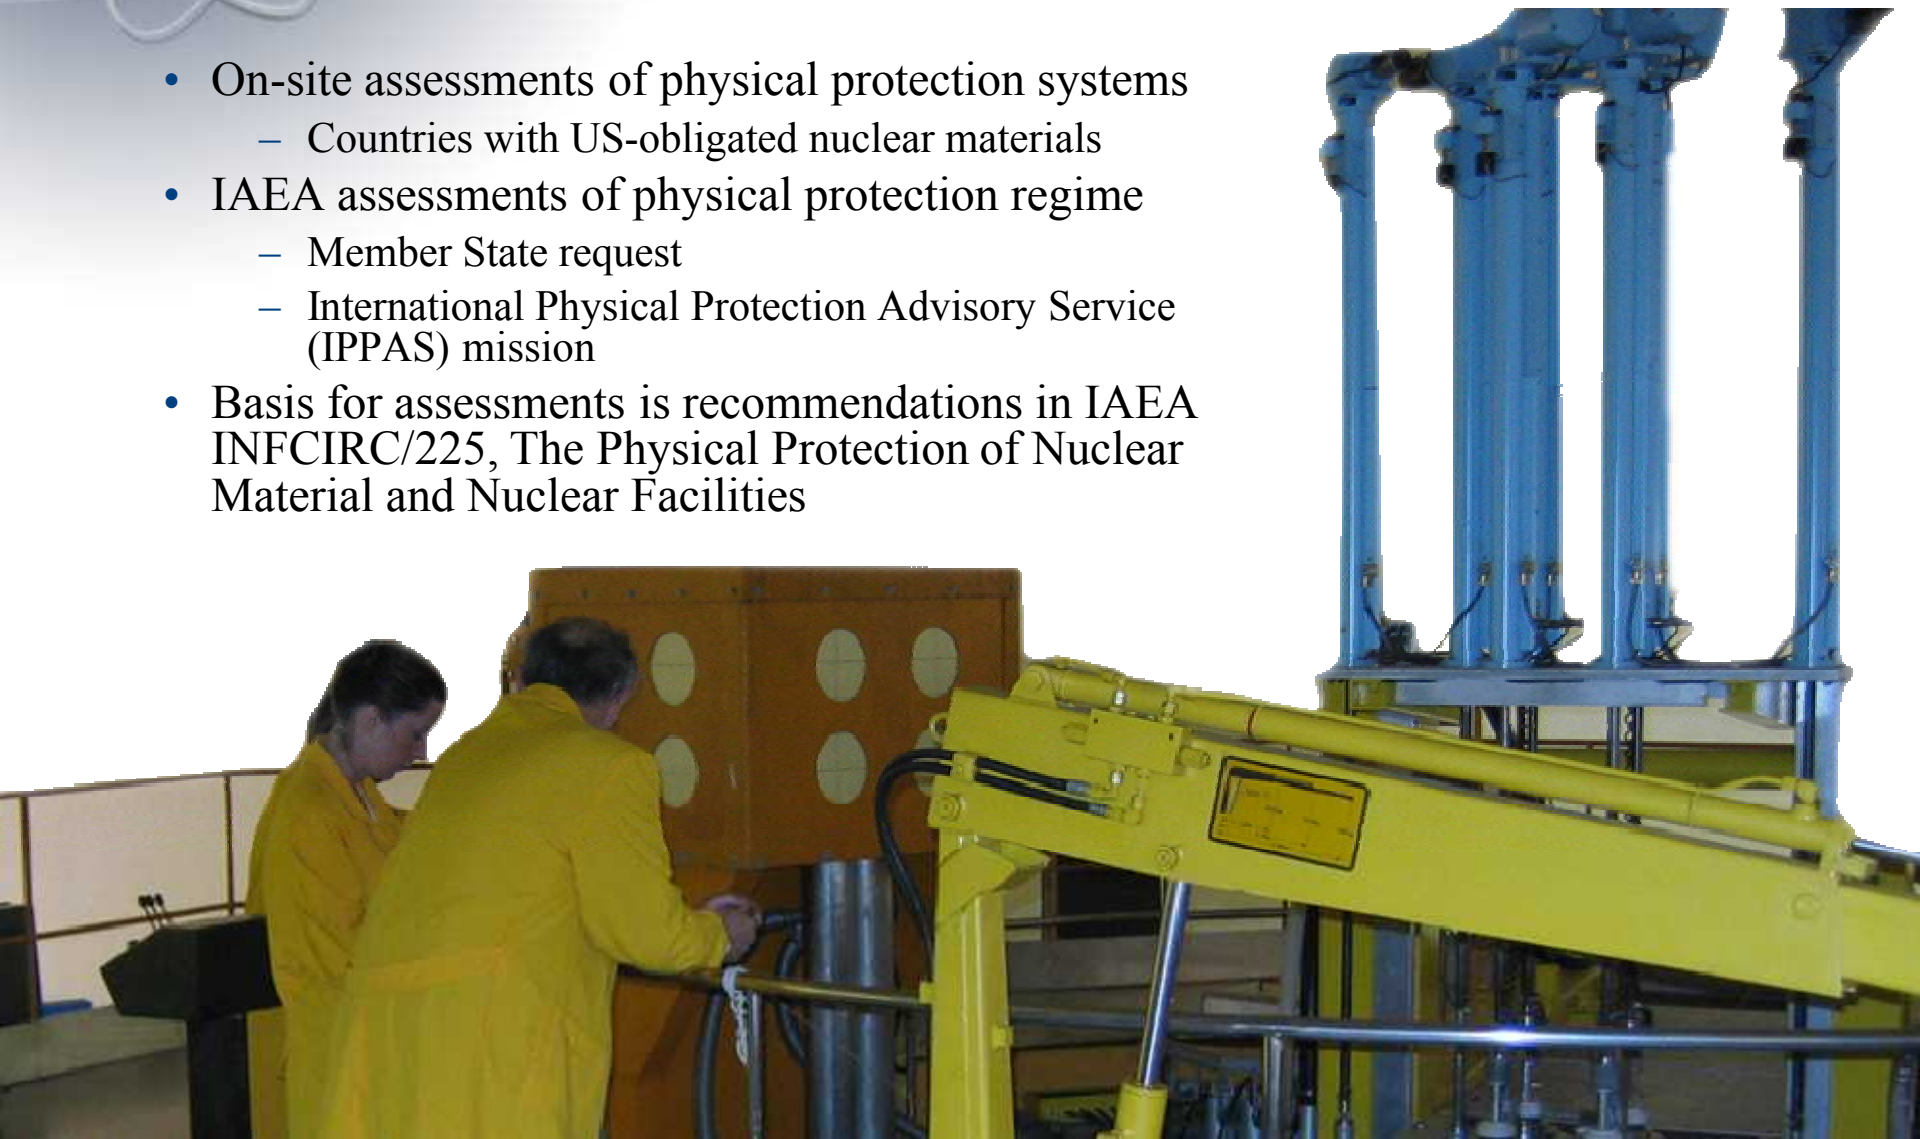 • On-site assessments of physical protection systems
– Countries with US-obligated nuclear materials
• IAEA assessments of physical protection regime
– Member State request
– International Physical Protection Advisory Service
(IPPAS) mission
• Basis for assessments is recommendations in IAEA
INFCIRC/225, The Physical Protection of Nuclear
Material and Nuclear Facilities